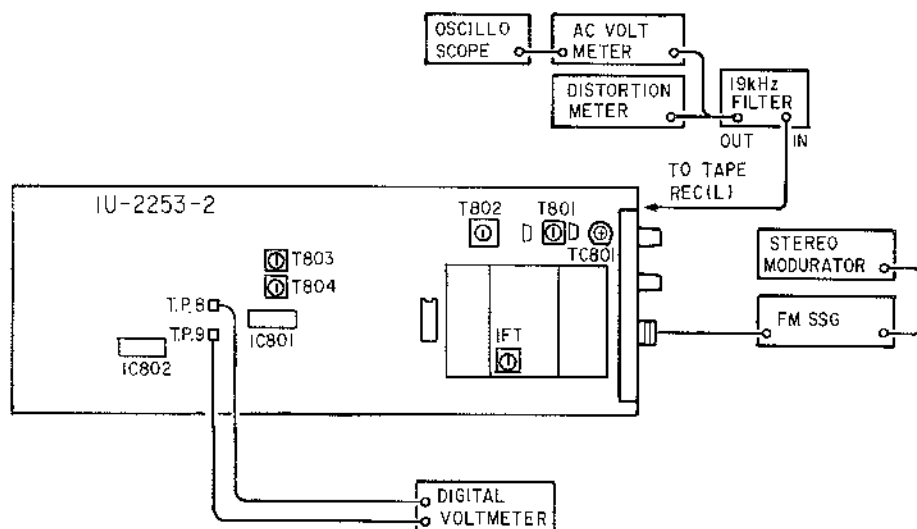 OSCILLO
SCOPE
AC VOLT
METER
DISTORTION
METER
19kHz
FILTER
OUT
IN
TO TAPE
REC(L)
1U-2253-2
T802
T801
TC801
T803
T804
T.P.8
T.P.9
IC801
IC802
IFT
STEREO
MODURATOR
FM SSG
DIGITAL
VOLTMETER